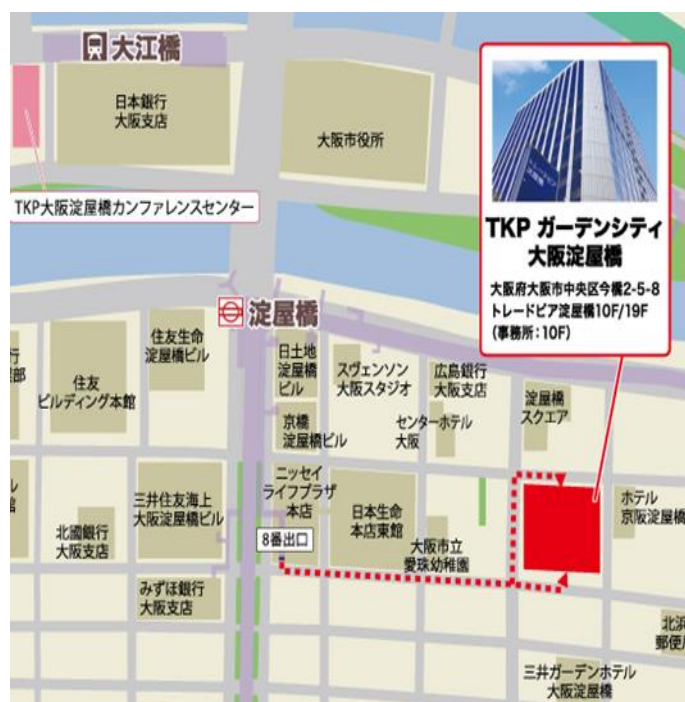 大江橋
日本銀行
大阪支店
大阪市役所
TKP大阪淀屋橋カンファレンスセンター
TKP ガーデンシティ
大阪淀屋橋
大阪府大阪市中央区今橋2-5-8
トレードピア淀屋橋10F/19F
(事務所:10F)
淀屋橋
住友生命
淀屋橋ビル
住友
ビルディング本館
日土地
淀屋橋
ビル
スヴェンソン
大阪スタジオ
広島銀行
大阪支店
淀屋橋
スクエア
京橋
淀屋橋ビル
センターホテル
大阪
ニッセイ
ライフプラザ
本店
三井住友海上
大阪淀屋橋ビル
日本生命
本店東館
ホテル
京阪淀屋橋
北國銀行
大阪支店
8番出口
大阪市立
愛珠幼稚園
みずほ銀行
大阪支店
北浜
郵便局
三井ガーデンホテル
大阪淀屋橋